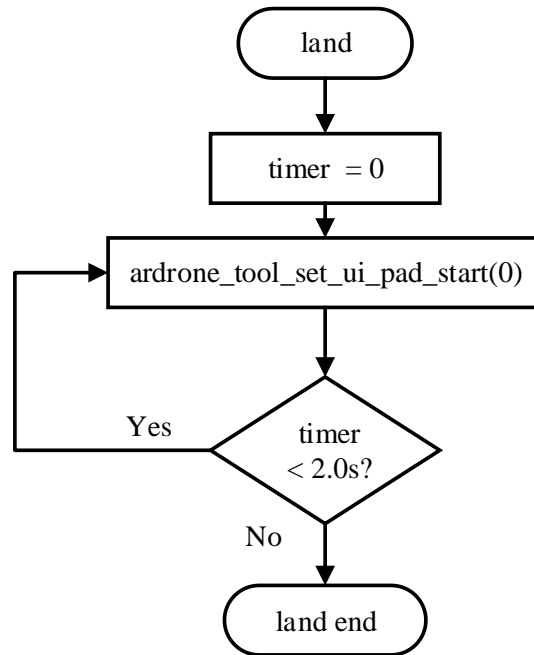 land
timer = 0
ardrone_tool_set_ui_pad_start(0)
Yes
timer
< 2.0s?
No
land end